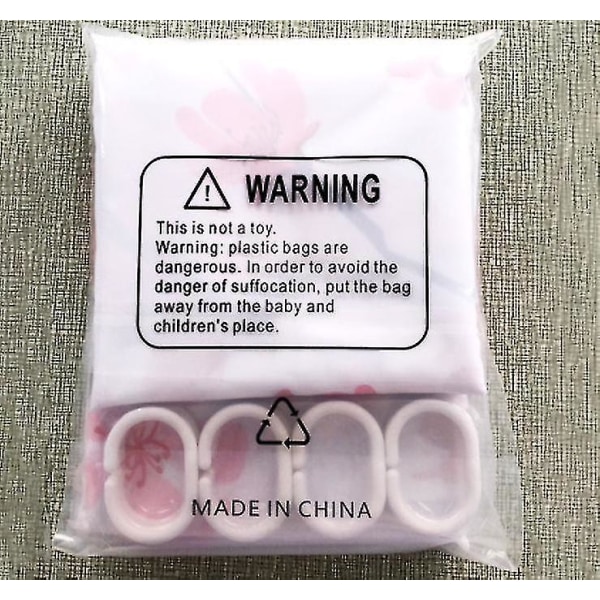 WARNING
This is not a toy.
Warning: plastic bags are
dangerous. In order to avoid the
danger of suffocation, put the bag
away from the baby and
children's place.
MADE IN CHINA